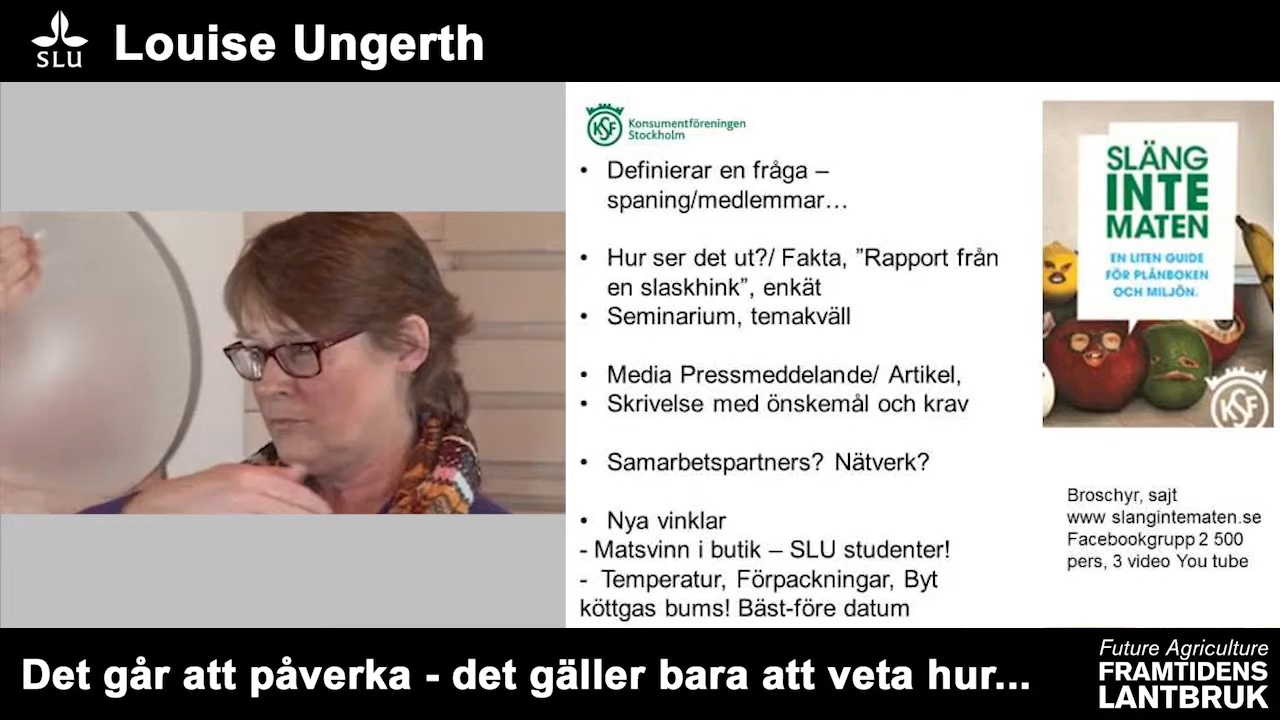 SLU
Louise Ungerth
KSF
Konsumentföreningen
Stockholm
• Definierar en fråga –
spaning/medlemmar…
• Hur ser det ut?/ Fakta, ”Rapport från
en slaskhink”, enkät
• Seminarium, temakväll
• Media Pressmeddelande/ Artikel,
• Skrivelse med önskemål och krav
• Samarbetspartners? Nätverk?
• Nya vinklar
- Matsvinn i butik – SLU studenter!
- Temperatur, Förpackningar, Byt
köttgas bums! Bäst-före datum
SLÄNG
INTE
MATEN
EN LITEN GUIDE
FÖR PLÅNBOKEN
OCH MILJÖN.
KSF
Broschyr, sajt
www slangintematen.se
Facebookgrupp 2 500
pers, 3 video You tube
Det går att påverka - det gäller bara att veta hur...
Future Agriculture
FRAMTIDENS
LANTBRUK